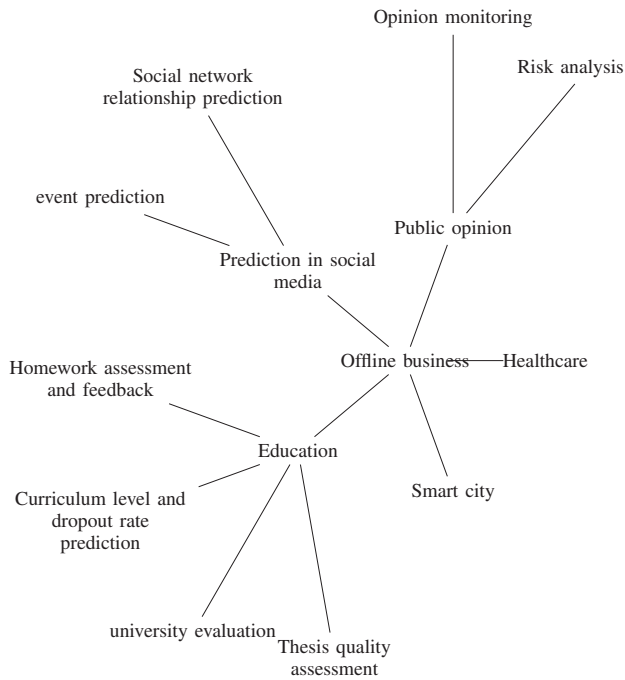 Opinion monitoring
Risk analysis
Social network
relationship prediction
event prediction
Public opinion
Prediction in social
media
Offline business
Healthcare
Homework assessment
and feedback
Education
Smart city
Curriculum level and
dropout rate
prediction
university evaluation
Thesis quality
assessment